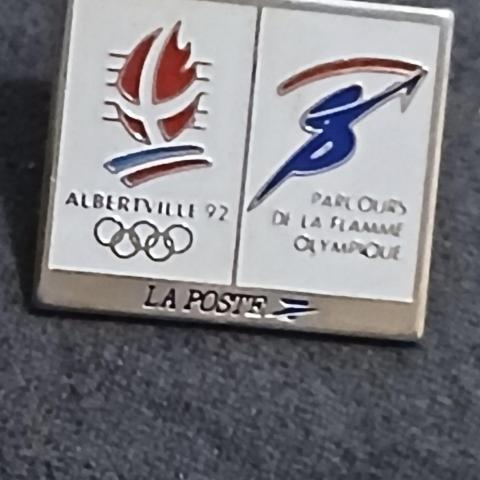 ALBERTVILLE 92
PARCOURS
DE LA FLAMME
OLYMPIQUE
LA POSTE